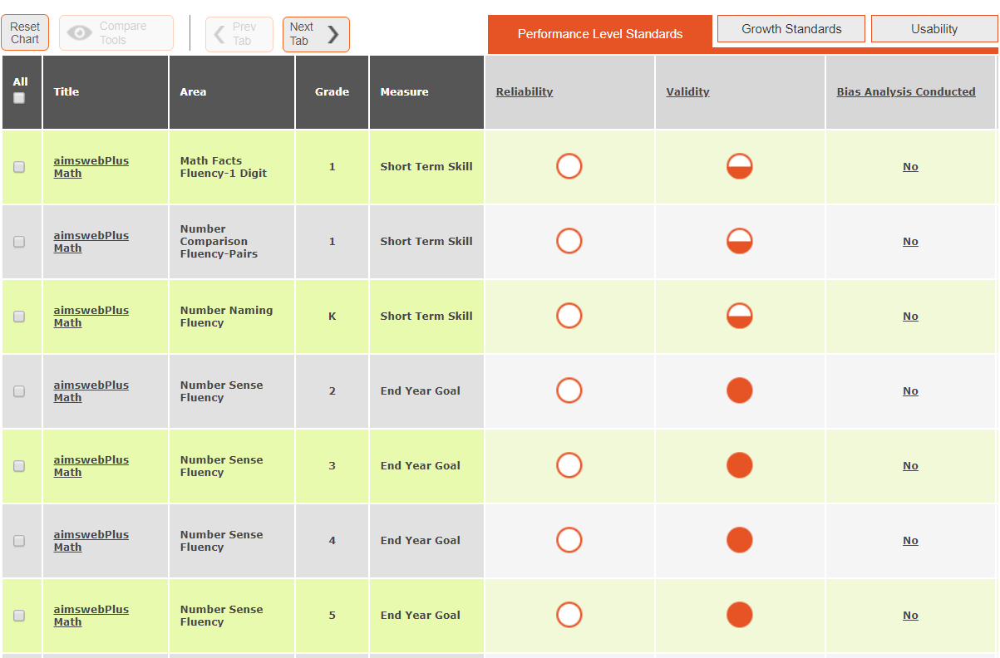 Reset
Chart
Compare
Tools
Prev
Tab
Next
Tab
Performance Level Standards
Growth Standards
Usability
All
Title
Area
Grade
Measure
Reliability
Validity
Bias Analysis Conducted
aimswebPlus
Math
Math Facts
Fluency-1 Digit
1
Short Term Skill
No
aimswebPlus
Math
Number
Comparison
Fluency-Pairs
1
Short Term Skill
No
aimswebPlus
Math
Number Naming
Fluency
K
Short Term Skill
No
aimswebPlus
Math
Number Sense
Fluency
2
End Year Goal
No
aimswebPlus
Math
Number Sense
Fluency
3
End Year Goal
No
aimswebPlus
Math
Number Sense
Fluency
4
End Year Goal
No
aimswebPlus
Math
Number Sense
Fluency
5
End Year Goal
No